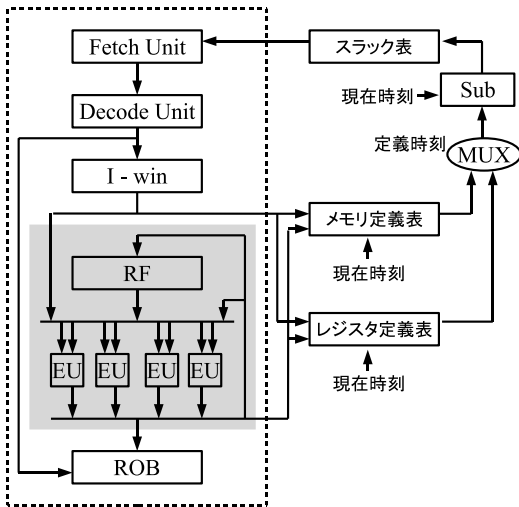 Fetch Unit
スラック表
Sub
現在時刻
Decode Unit
定義時刻
MUX
I - win
メモリ定義表
現在時刻
RF
レジスタ定義表
現在時刻
EU
EU
EU
EU
ROB